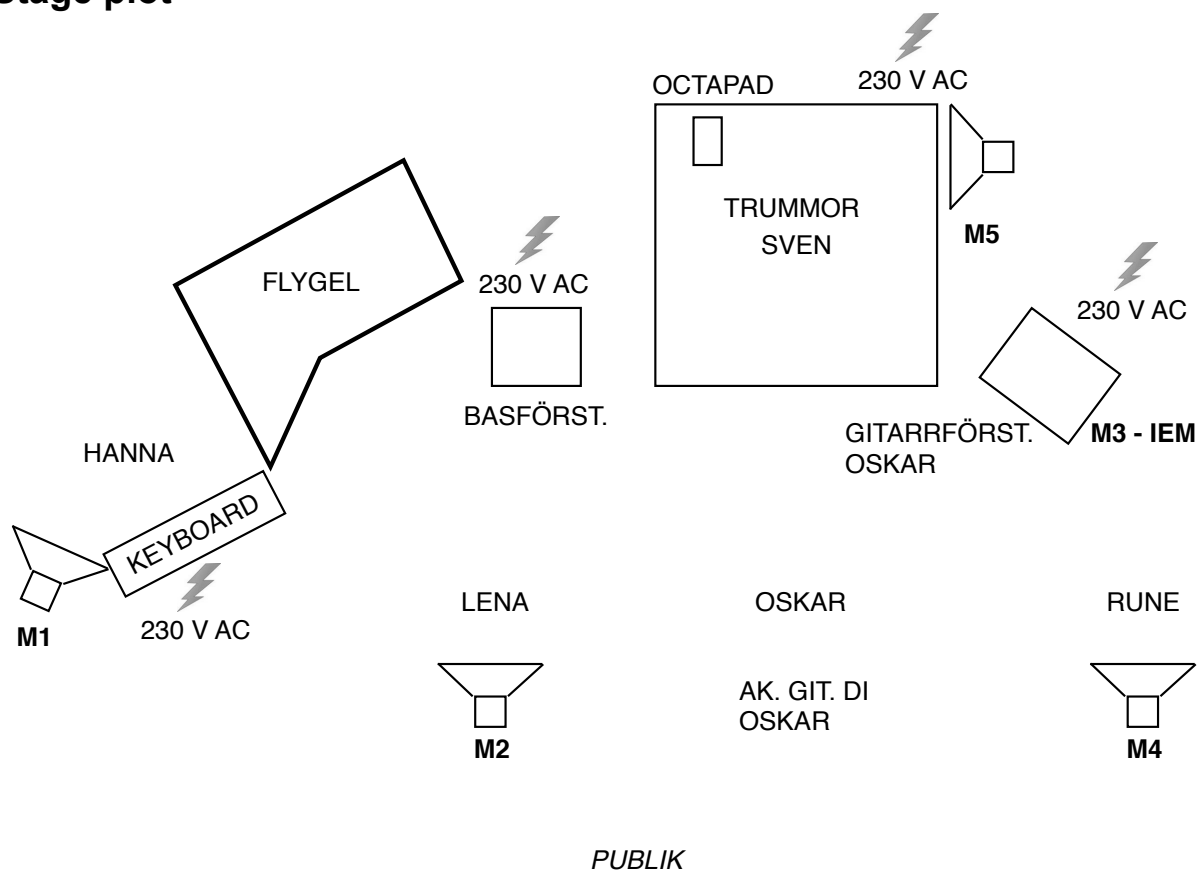 Stage plot
230 V AC
OCTAPAD
TRUMMOR
SVEN
M5
FLYGEL
230 V AC
230 V AC
BASFÖRST.
GITARRFÖRST.
OSKAR
M3 - IEM
HANNA
KEYBOARD
M1
230 V AC
LENA
OSKAR
RUNE
AK. GIT. DI
OSKAR
M2
M4
PUBLIK